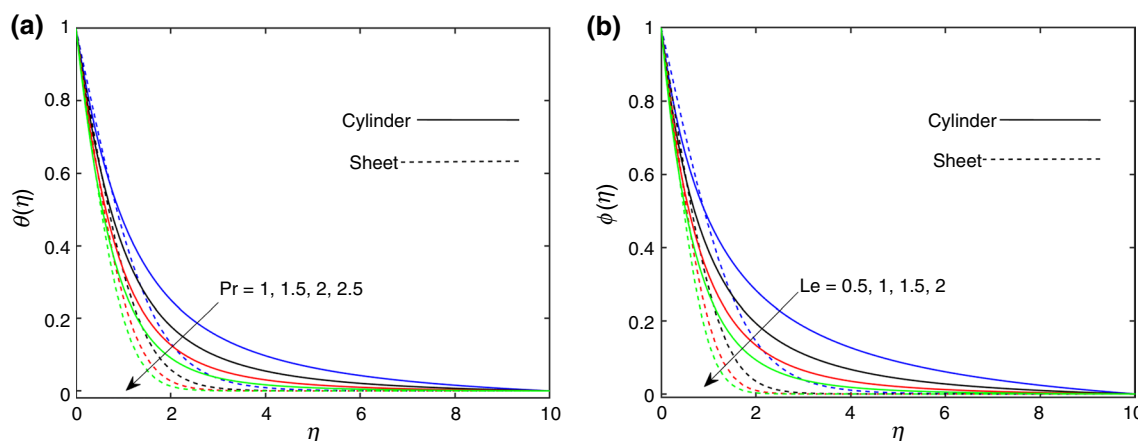 (a)
1
0.8
0.6
0.4
0.2
0
θ(η)
Cylinder
Sheet
Pr = 1, 1.5, 2, 2.5
0 2 4 6 8 10
η
(b)
1
0.8
0.6
0.4
0.2
0
ϕ(η)
Cylinder
Sheet
Le = 0.5, 1, 1.5, 2
0 2 4 6 8 10
η